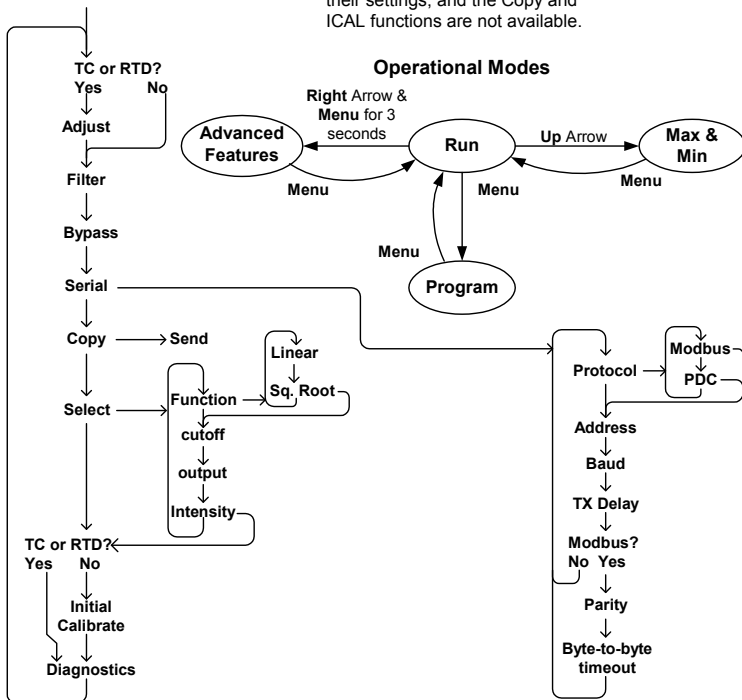 their settings, and the Copy and
ICAL functions are not available.
Operational Modes
TC or RTD?
Yes No
Adjust
Filter
Bypass
Serial
Copy
Send
Select
Function
Linear
Sq. Root
cutoff
output
Intensity
TC or RTD?
Yes No
Initial
Calibrate
Diagnostics
Right Arrow &
Menu for 3
seconds
Advanced
Features
Run
Up Arrow
Max &
Min
Menu
Menu
Menu
Menu
Program
Protocol
Modbus
PDC
Address
Baud
TX Delay
Modbus?
No Yes
Parity
Byte-to-byte
timeout